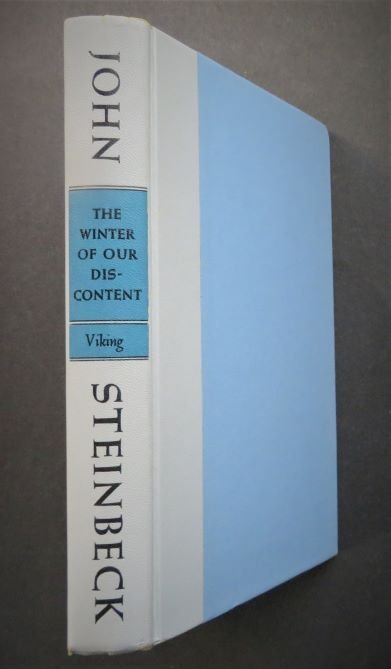 JOHN
THE
WINTER
OF OUR
DIS-
CONTENT
Viking
STEINBECK